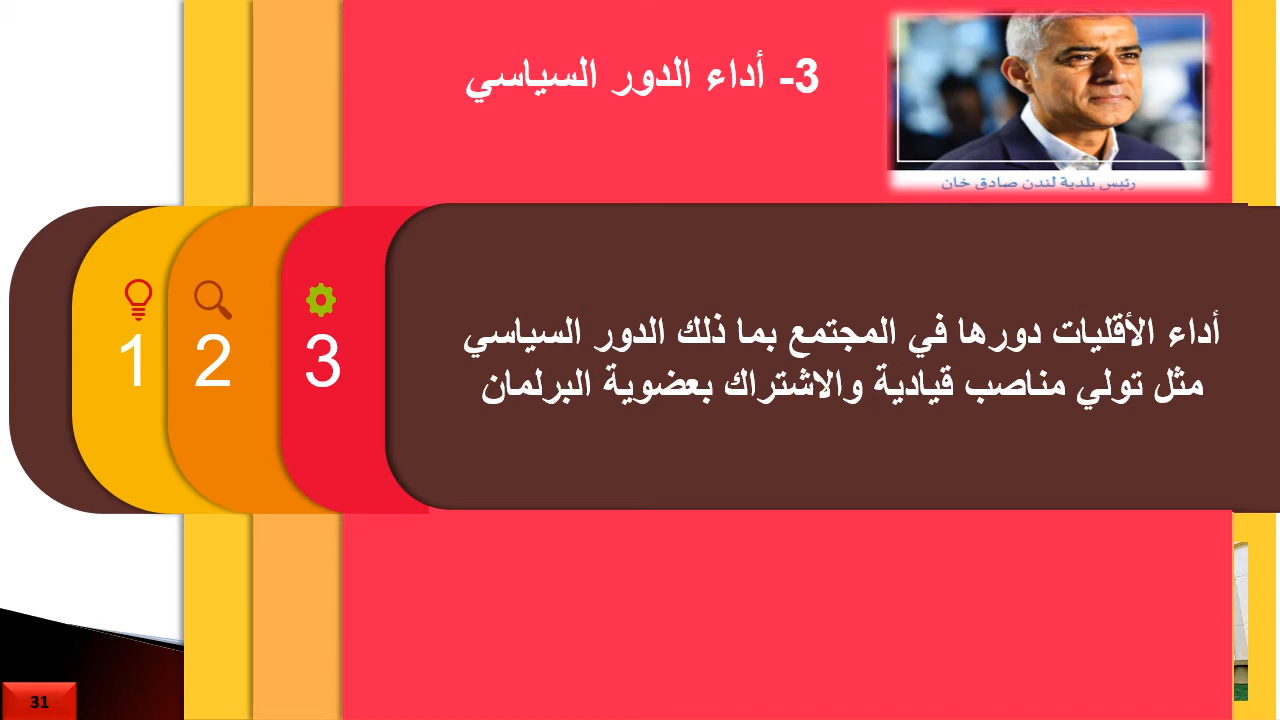 3- أداء الدور السياسي
رئيس بلدية لندن صادق خان
1
2
3
أداء الأقليات دورها في المجتمع بما ذلك الدور السياسي
مثل تولي مناصب قيادية والاشتراك بعضوية البرلمان
31